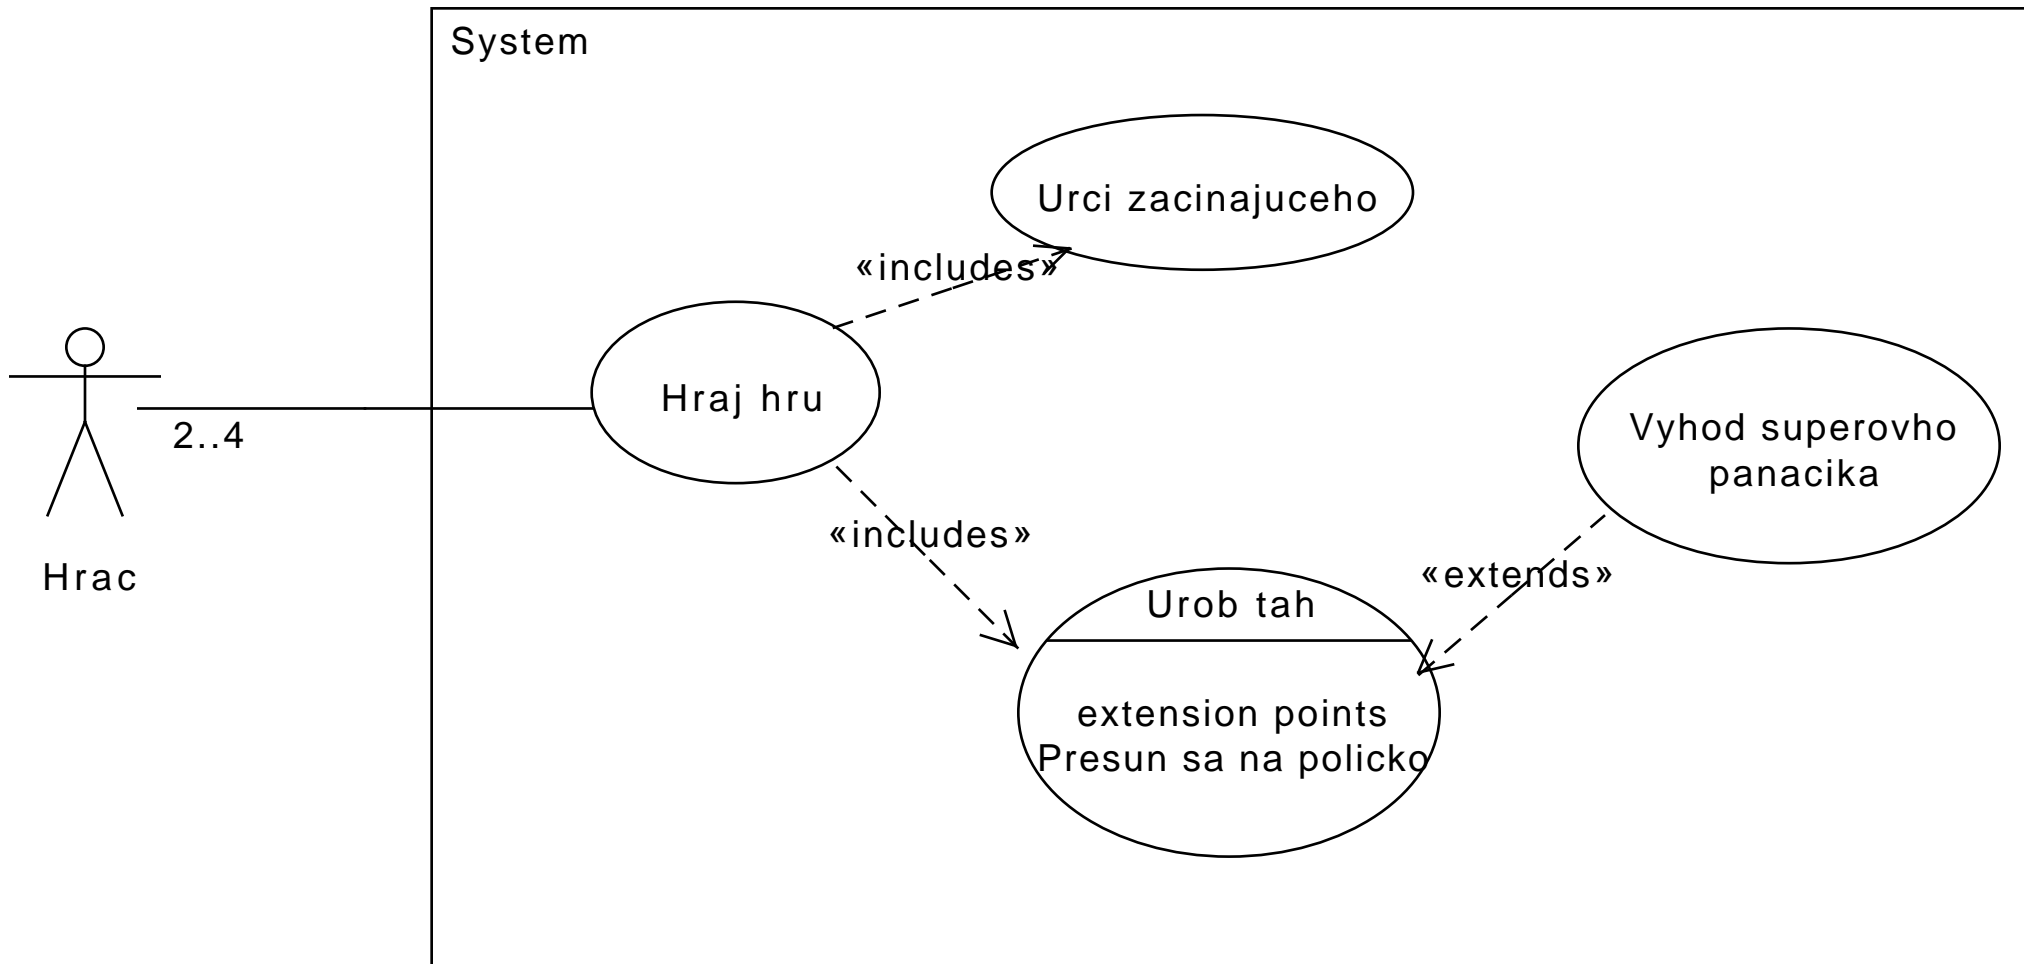 System
Urci zacinajuceho
«includes»
Hraj hru
2..4
Hrac
Vyhod superovho
panacika
«includes»
«extends»
Urob tah
extension points
Presun sa na policko